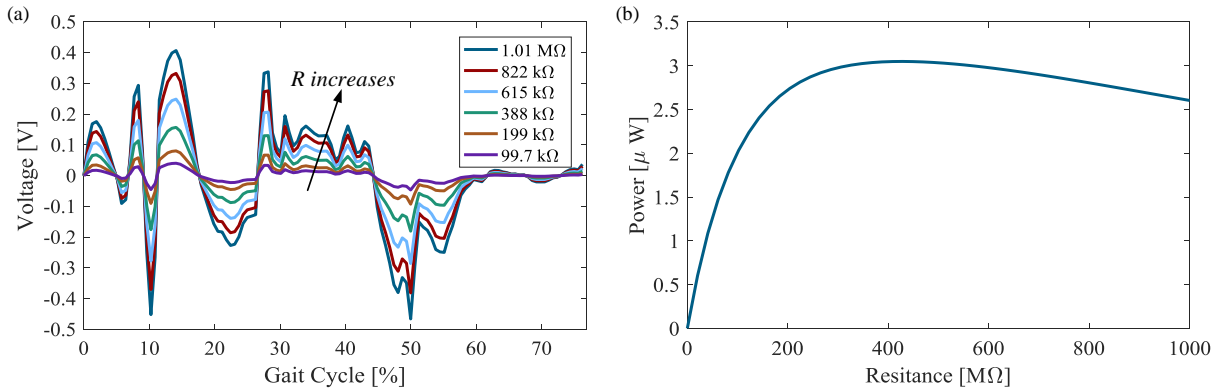 (a)
0.5
0.4
0.3
0.2
0.1
0
-0.1
-0.2
-0.3
-0.4
-0.5
Voltage [V]
0 10 20 30 40 50 60 70
Gait Cycle [%]
R increases
1.01 MΩ
822 kΩ
615 kΩ
388 kΩ
199 kΩ
99.7 kΩ
(b)
3.5
3
2.5
2
1.5
1
3.5
0
Power [μ W]
0 200 400 600 800 1000
Resitance [MΩ]